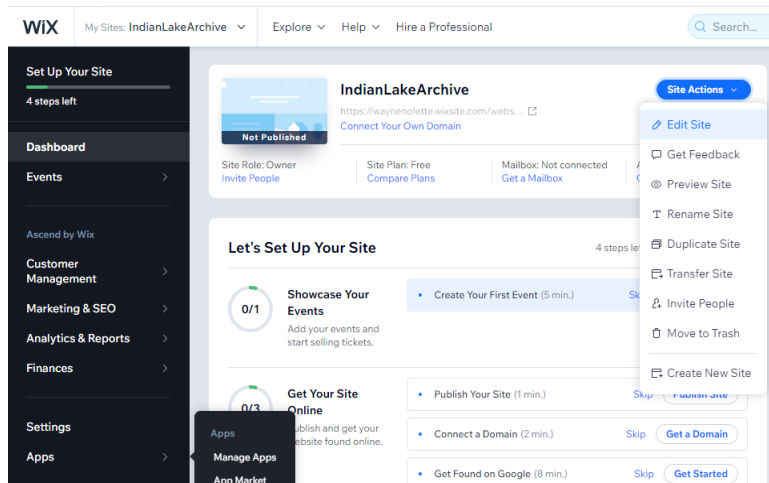 WiX
My Sites: IndianLakeArchive
Explore
Help
Hire a Professional
Search...
Set Up Your Site
4 steps left
Dashboard
Events
Ascend by Wix
Customer
Management
Marketing & SEO
Analytics & Reports
Finances
Settings
Apps
Apps
Manage Apps
App Market
Not Published
IndianLakeArchive
https://waynenolette.wixsite.com/webs...
Connect Your Own Domain
Site Role: Owner
Invite People
Site Plan: Free
Compare Plans
Mailbox: Not connected
Get a Mailbox
Site Actions
Edit Site
Get Feedback
Preview Site
Rename Site
Duplicate Site
Transfer Site
Invite People
Move to Trash
Create New Site
Let's Set Up Your Site
4 steps
0/1
Showcase Your
Events
Add your events and
start selling tickets.
Create Your First Event (5 min.)
0/3
Get Your Site
Online
publish and get your
website found online.
Publish Your Site (1 min.)
Skip
Publish Site
Connect a Domain (2 min.)
Skip
Get a Domain
Get Found on Google (8 min.)
Skip
Get Started